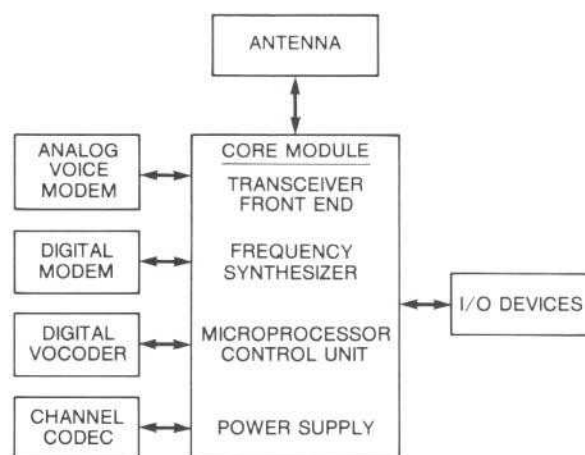 ANTENNA
ANALOG
VOICE
MODEM
DIGITAL
MODEM
DIGITAL
VOCODER
CHANNEL
CODEC
CORE MODULE
TRANSCEIVER
FRONT END
FREQUENCY
SYNTHESIZER
MICROPROCESSOR
CONTROL UNIT
POWER SUPPLY
I/O DEVICES